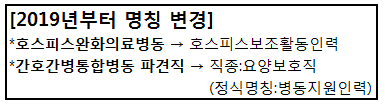 [2019년부터 명칭 변경]
*호스피스완화의료병동 → 호스피스보조활동인력
*간호간병통합병동 파견직 → 직종:요양보호직
(정식명칭:병동지원인력)